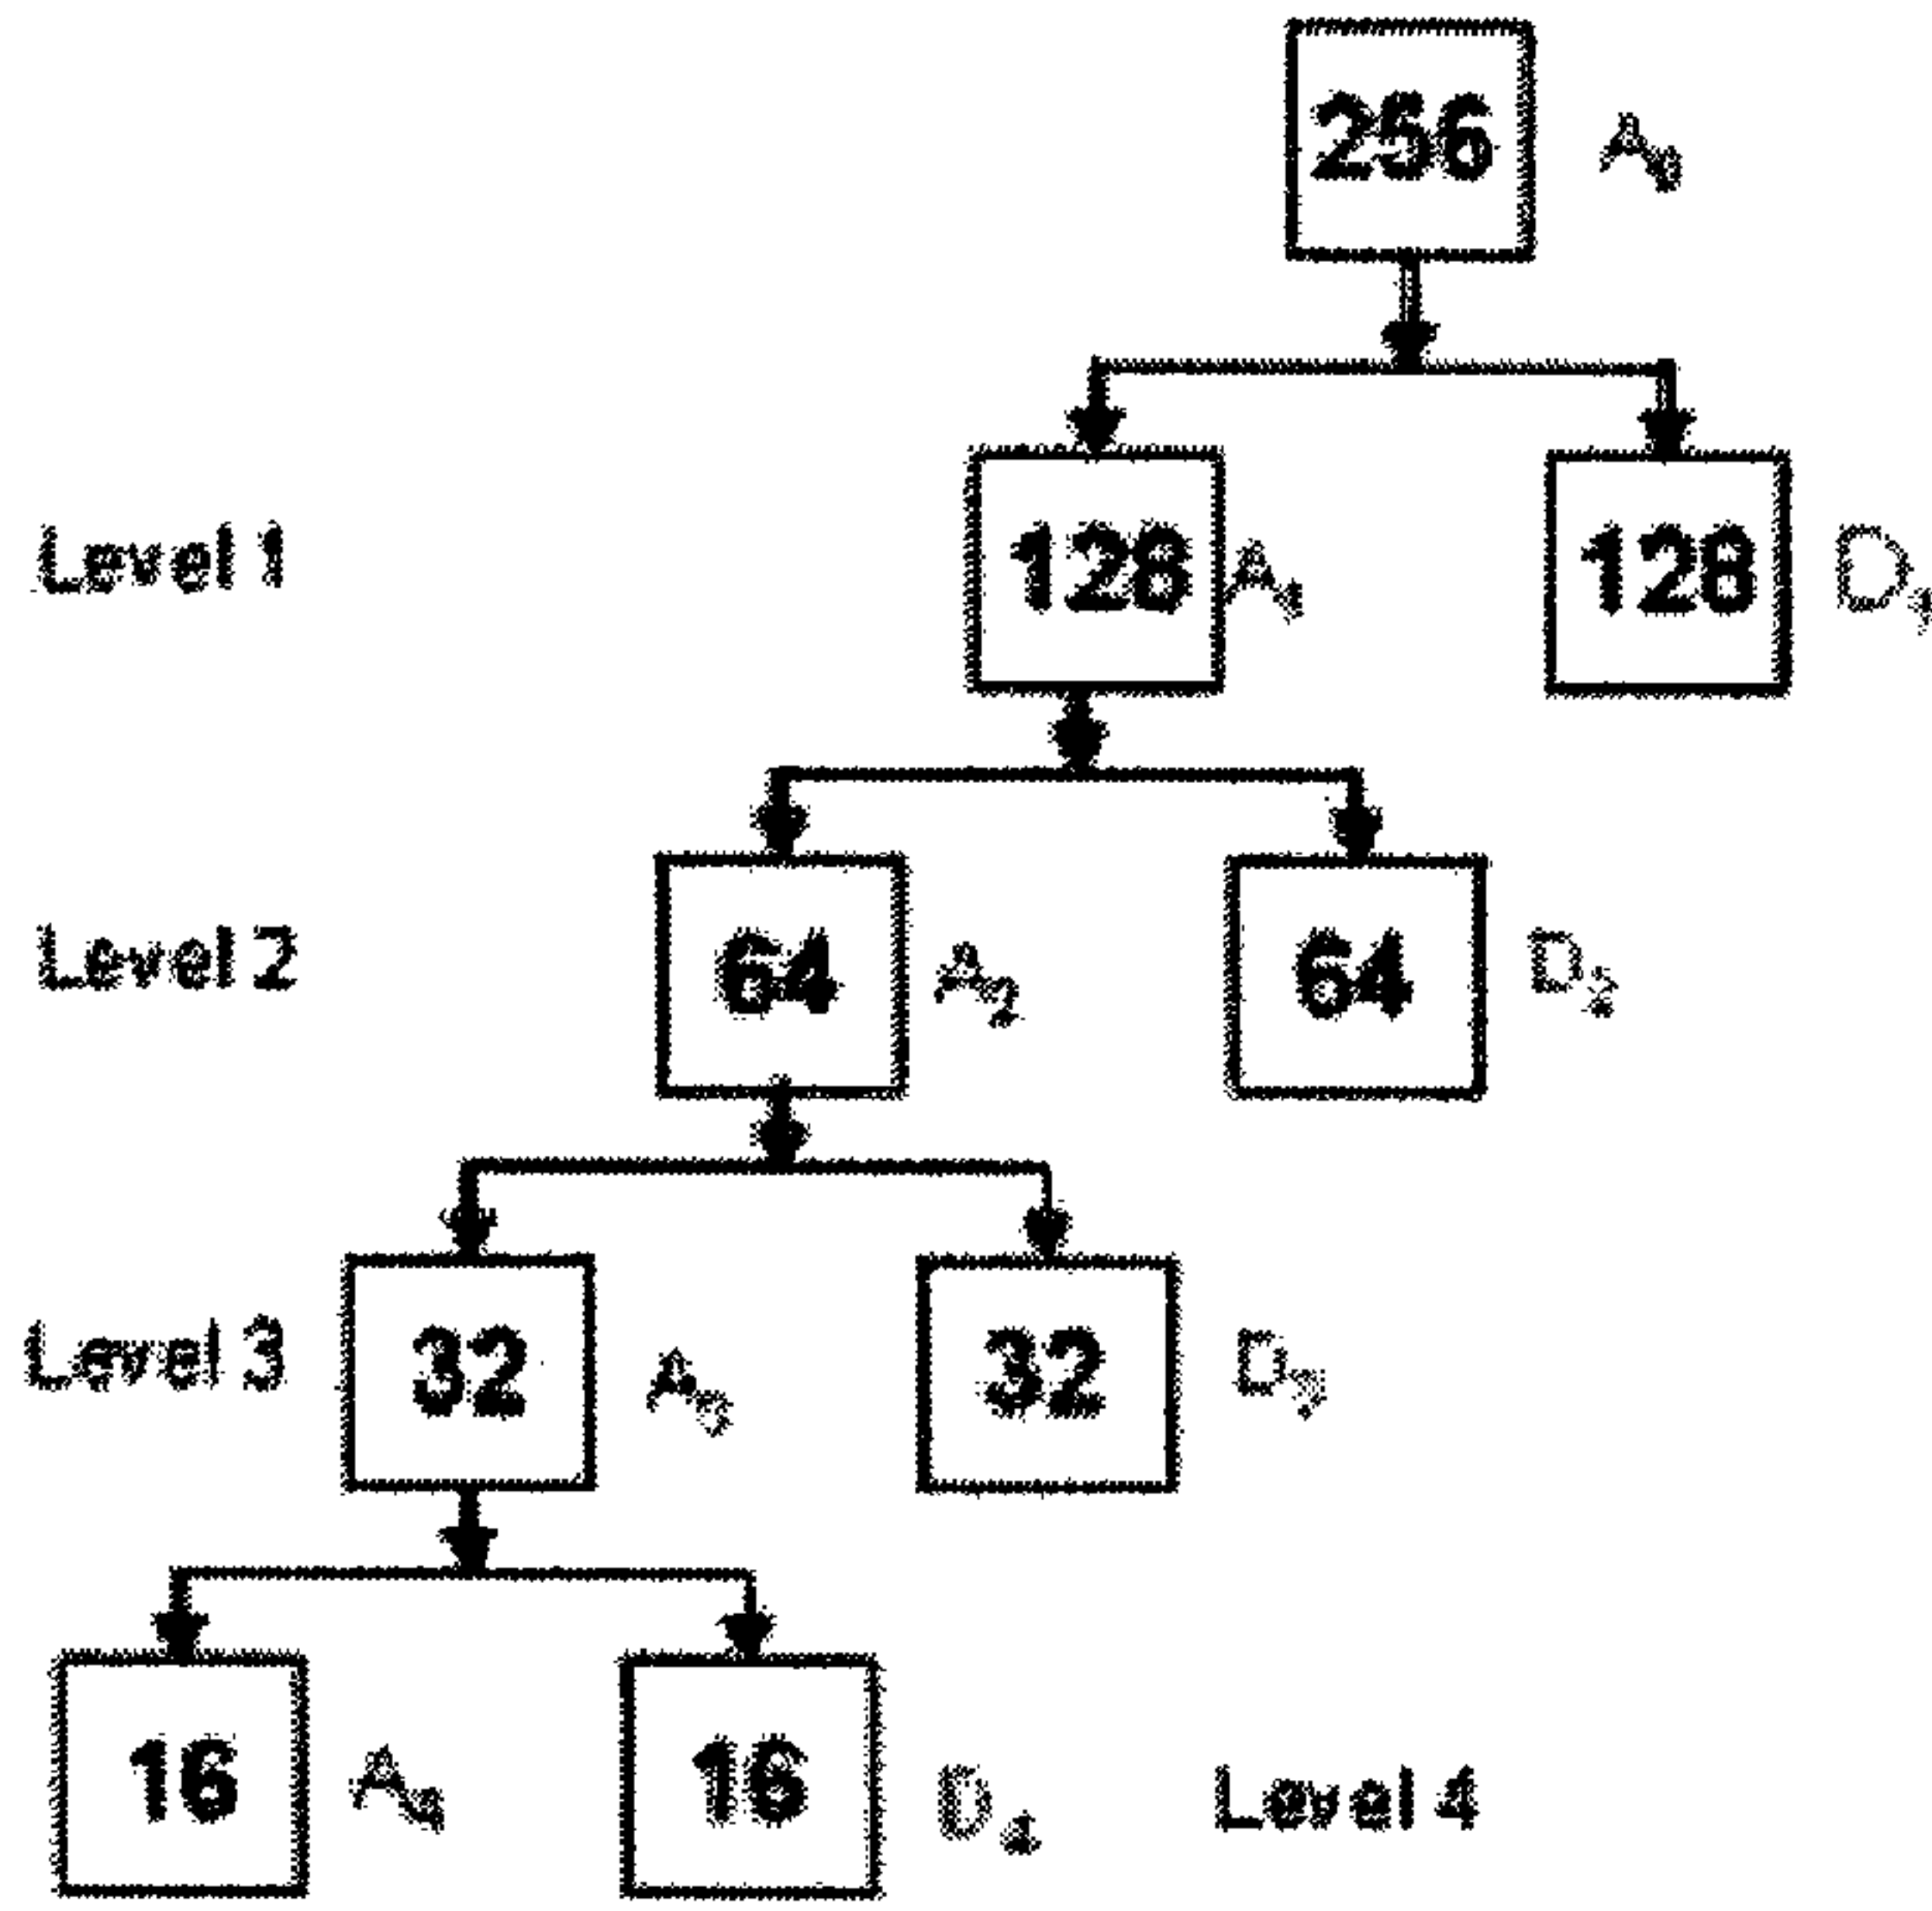 256 A₀
Level 1 128 A₁ 128 D₁
Level 2 64 A₂ 64 D₂
Level 3 32 A₃ 32 D₃
16 A₄ 16 D₄ Level 4